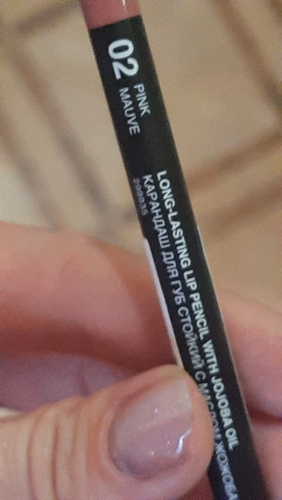 02 PINK
MAUVE
LONG-LASTING LIP PENCIL WITH JOJOBA OIL
КАРАНДАШ ДЛЯ ГУБ СТОЙКИЙ С МАСЛОМ